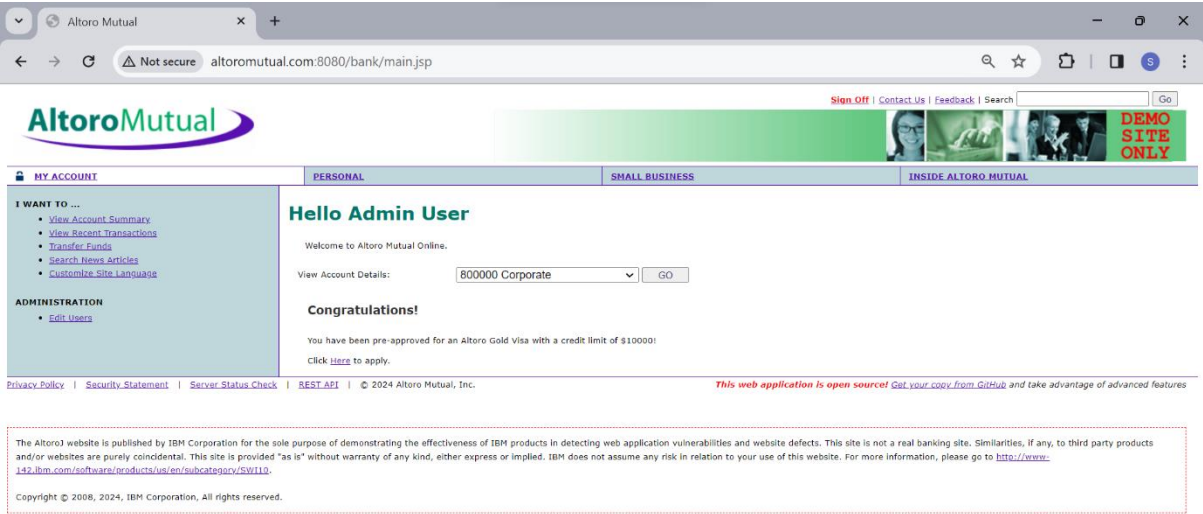 Altoro Mutual
Not secure altoromutual.com:8080/bank/main.jsp
S
Sign Off | Contact Us | Feedback | Search Go
AltoroMutual
DEMO
SITE
ONLY
MY ACCOUNT PERSONAL SMALL BUSINESS INSIDE ALTORO MUTUAL
I WANT TO ...
View Account Summary
View Recent Transactions
Transfer Funds
Search News Articles
Customize Site Language
ADMINISTRATION
Edit Users
Hello Admin User
Welcome to Altoro Mutual Online.
View Account Details: 800000 Corporate GO
Congratulations!
You have been pre-approved for an Altoro Gold Visa with a credit limit of $10000!
Click Here to apply.
Privacy Policy | Security Statement | Server Status Check | REST API | © 2024 Altoro Mutual, Inc. This web application is open source! Get your copy from GitHub and take advantage of advanced features
The AltoroJ website is published by IBM Corporation for the sole purpose of demonstrating the effectiveness of IBM products in detecting web application vulnerabilities and website defects. This site is not a real banking site. Similarities, if any, to third party products
and/or websites are purely coincidental. This site is provided "as is" without warranty of any kind, either express or implied. IBM does not assume any risk in relation to your use of this website. For more information, please go to http://www-
142.ibm.com/software/products/us/en/subcategory/SWI10.
Copyright © 2008, 2024, IBM Corporation, All rights reserved.